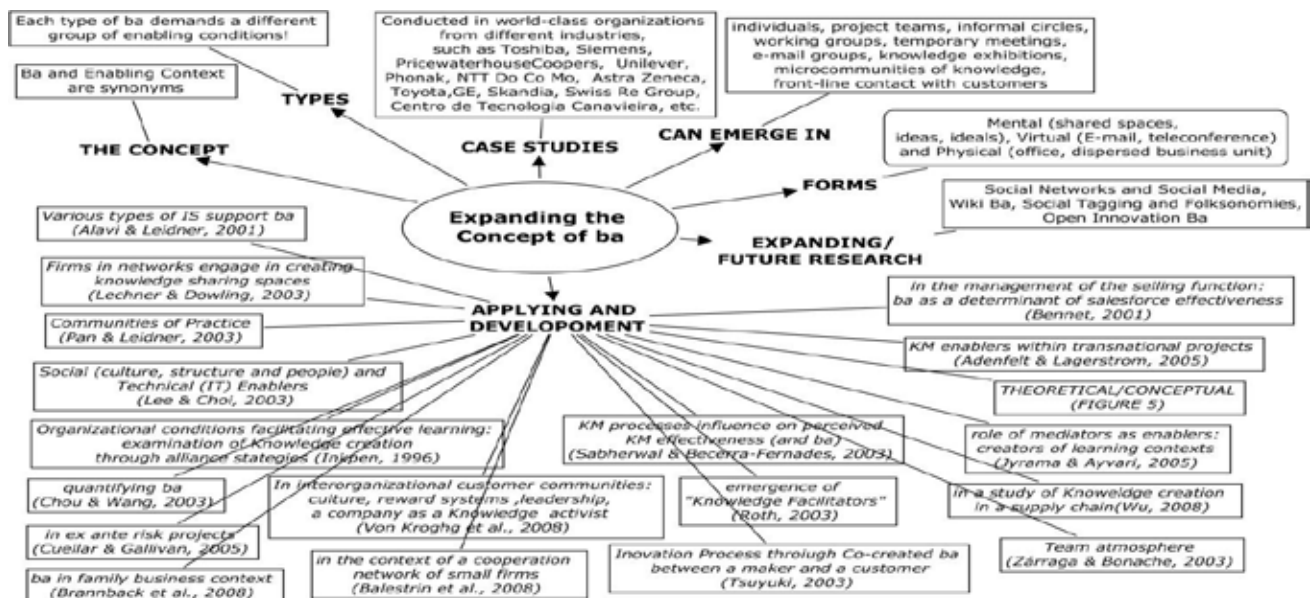 Each type of ba demands a different
group of enabling conditions!
Ba and Enabling Context
are synonyms
TYPES
THE CONCEPT
Conducted in world-class organizations
from different industries,
such as Toshiba, Siemens,
PricewaterhouseCoopers, Unilever,
Phonak, NTT Do Co Mo, Astra Zeneca,
Toyota,GE, Skandia, Swiss Re Group,
Centro de Tecnologia Canavieira, etc.
CASE STUDIES
individuals, project teams, informal circles,
working groups, temporary meetings,
e-mail groups, knowledge exhibitions,
microcommunities of knowledge,
front-line contact with customers
CAN EMERGE IN
Mental (shared spaces,
ideas, ideals), Virtual (E-mail, teleconference)
and Physical (office, dispersed business unit)
FORMS
Social Networks and Social Media,
Wiki Ba, Social Tagging and Folksonomies,
Open Innovation Ba
EXPANDING/
FUTURE RESEARCH
Expanding the
Concept of ba
APPLYING AND
DEVELOPOMENT
Various types of IS support ba
(Alavi & Leidner, 2001)
Firms in networks engage in creating
knowledge sharing spaces
(Lechner & Dowling, 2003)
Communities of Practice
(Pan & Leidner, 2003)
Social (culture, structure and people) and
Technical (IT) Enablers
(Lee & Choi, 2003)
Organizational conditions facilitating effective learning:
examination of Knowledge creation
through alliance stategies (Inkpen, 1996)
quantifying ba
(Chou & Wang, 2003)
in ex ante risk projects
(Cuellar & Gallivan, 2005)
ba in family business context
(Brannback et al., 2008)
In interorganizational customer communities:
culture, reward systems ,leadership,
a company as a Knowledge activist
(Von Kroghg et al., 2008)
in the context of a cooperation
network of small firms
(Balestrin et al., 2008)
KM processes influence on perceived
KM effectiveness (and ba)
(Sabherwal & Becerra-Fernades, 2003)
emergence of
"Knowledge Facilitators"
(Roth, 2003)
Inovation Process thriough Co-created ba
between a maker and a customer
(Tsuyuki, 2003)
in the management of the selling function:
ba as a determinant of salesforce effectiveness
(Bennet, 2001)
KM enablers within transnational projects
(Adenfelt & Lagerstrom, 2005)
THEORETICAL/CONCEPTUAL
(FIGURE 5)
role of mediators as enablers:
creators of learning contexts
(Jyrama & Ayvari, 2005)
in a study of Knoweldge creation
in a supply chain(Wu, 2008)
Team atmosphere
(Zárraga & Bonache, 2003)